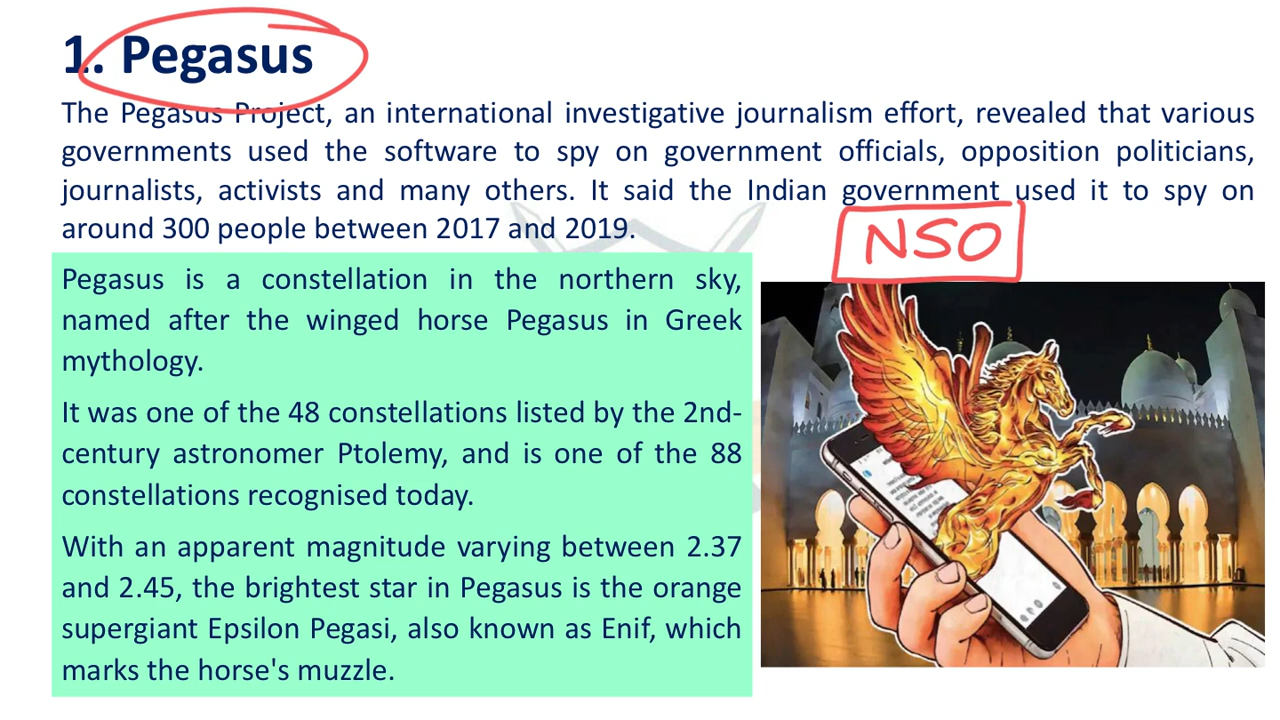 1. Pegasus
The Pegasus Project, an international investigative journalism effort, revealed that various
governments used the software to spy on government officials, opposition politicians,
journalists, activists and many others. It said the Indian government used it to spy on
around 300 people between 2017 and 2019.
NSO
Pegasus is a constellation in the northern sky,
named after the winged horse Pegasus in Greek
mythology.
It was one of the 48 constellations listed by the 2nd-
century astronomer Ptolemy, and is one of the 88
constellations recognised today.
With an apparent magnitude varying between 2.37
and 2.45, the brightest star in Pegasus is the orange
supergiant Epsilon Pegasi, also known as Enif, which
marks the horse's muzzle.